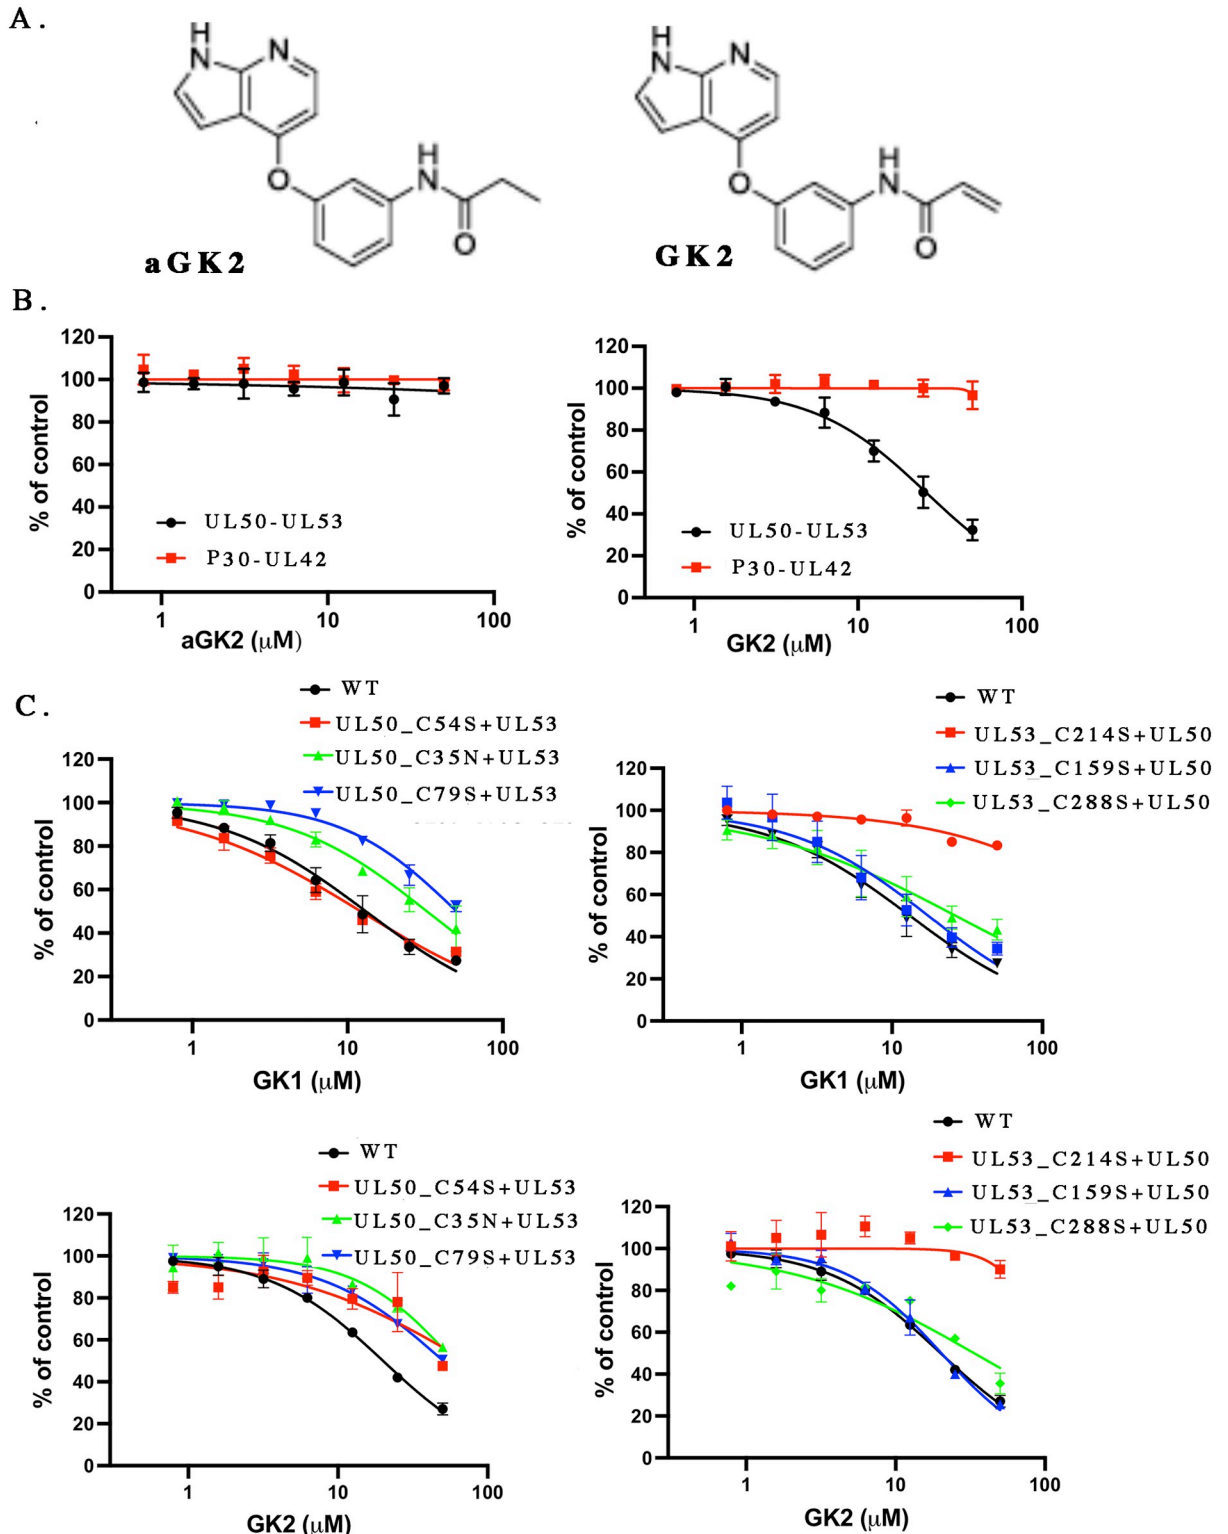 A.
H
N
N
O
H
N
O
aGK2
H
N
N
O
H
N
O
GK2
B.
120
100
80
60
40
20
0
% of control
UL50-UL53
P30-UL42
1
10
100
aGK2 (μM)
120
100
80
60
40
20
0
% of control
UL50-UL53
P30-UL42
1
10
100
GK2 (μM)
C.
WT
UL50_C54S+UL53
UL50_C35N+UL53
UL50_C79S+UL53
120
100
80
60
40
20
0
% of control
1
10
100
GK1 (μM)
WT
UL53_C214S+UL50
UL53_C159S+UL50
UL53_C288S+UL50
120
100
80
60
40
20
0
% of control
1
10
100
GK1 (μM)
WT
UL50_C54S+UL53
UL50_C35N+UL53
UL50_C79S+UL53
120
100
80
60
40
20
0
% of control
1
10
100
GK2 (μM)
WT
UL53_C214S+UL50
UL53_C159S+UL50
UL53_C288S+UL50
120
100
80
60
40
20
0
% of control
1
10
100
GK2 (μM)